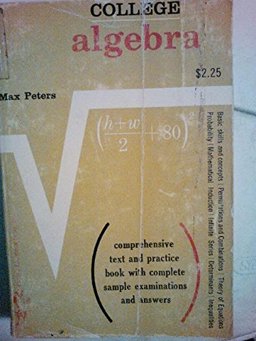 COLLEGE
algebra
$2.25
Max Peters
(h+w/2 + 80)²
comprehensive
text and practice
book with complete
sample examinations
and answers
Basic skills and concepts | Permutations and Combinations | Theory of Equations
Probability | Mathematical Induction | Infinite Series | Determinants | Inequalities